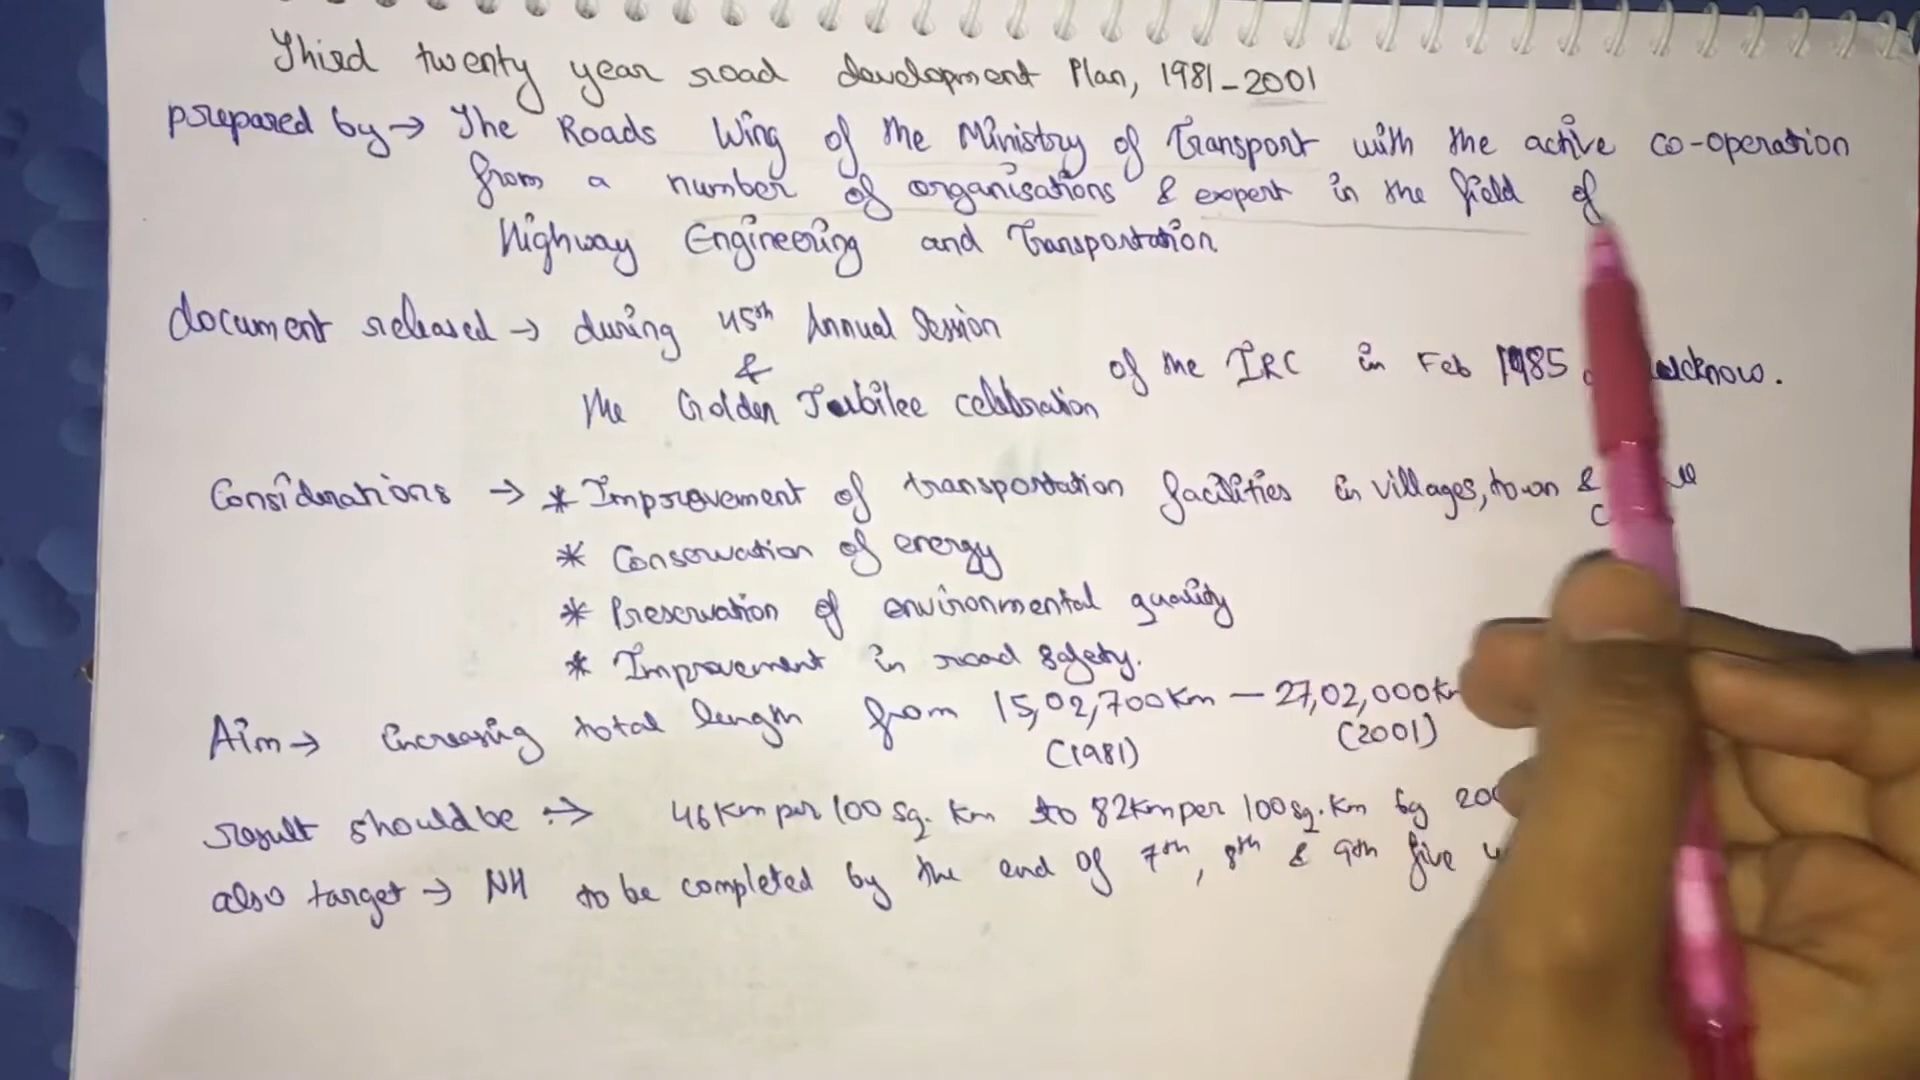 Third twenty year road development Plan, 1981-2001
prepared by → The Roads Wing of the Ministry of Transport with the active co-operation
from a number of organisations & expert in the field of
Highway Engineering and Transportation
document released → during 45th Annual Session
&
the Golden Jubilee celebration
of the IRC in Feb 1985
Considerations → * Improvement of transportation facilities in villages, town &
* Conservation of energy
* Preservation of environmental quality
* Improvement in road safety.
Aim → increasing total length from 15,02,700Km – 27,02,000Km
(1981) (2001)
result should be → 46Km per 100 sq. Km to 82Km per 100 sq. Km by
also target → NH to be completed by the end of 7th, 8th & 9th five